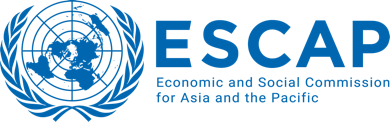 ESCAP
Economic and Social Commission
for Asia and the Pacific